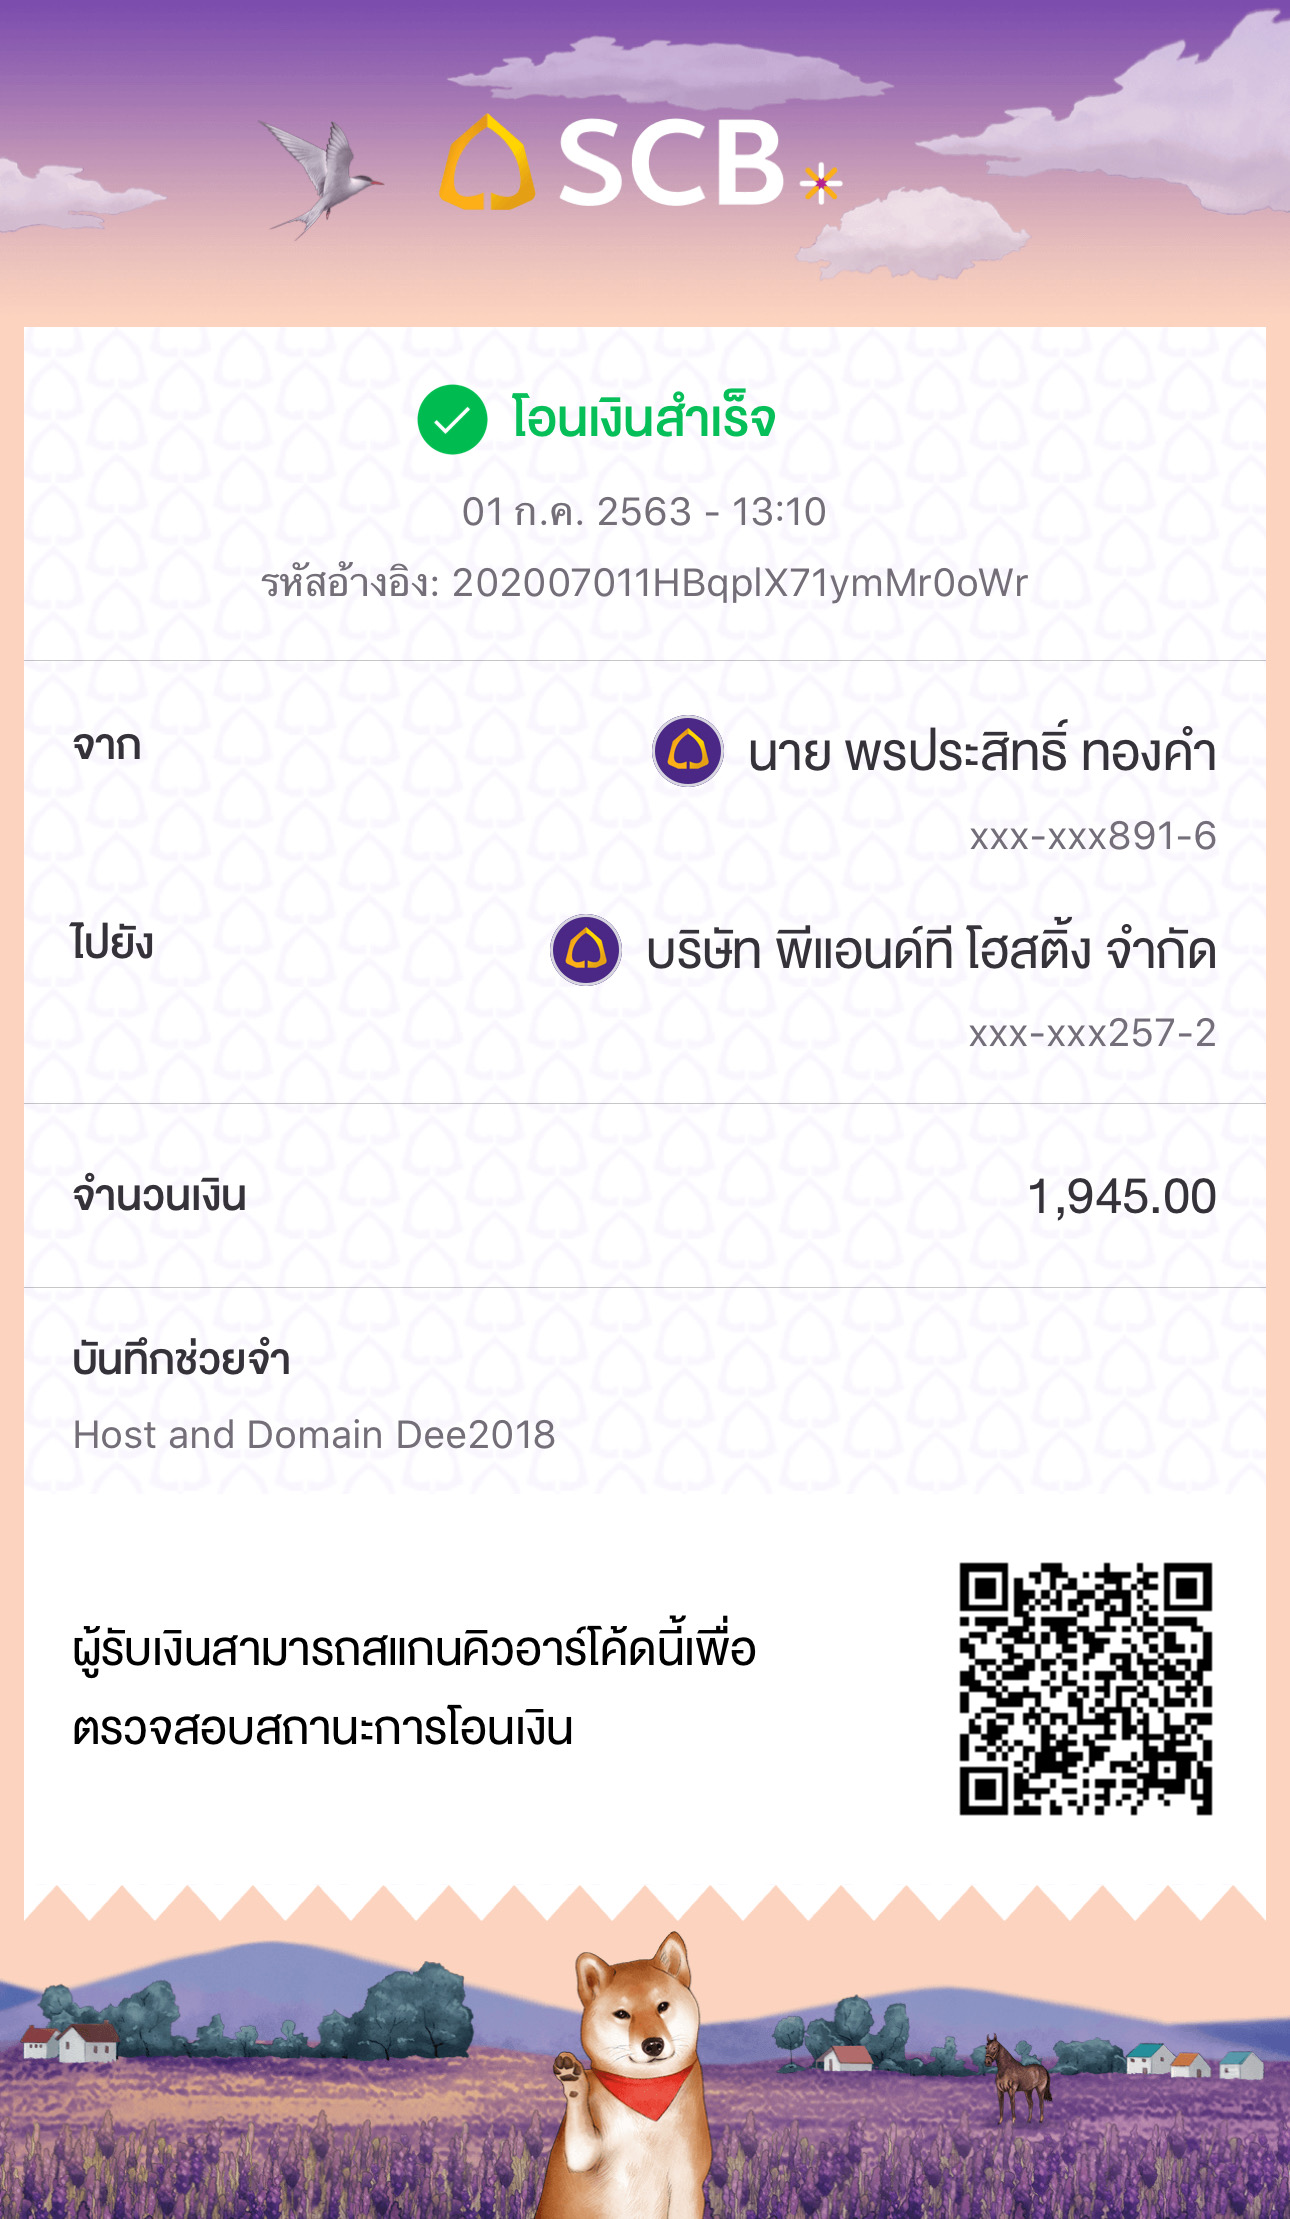 SCB
โอนเงินสำเร็จ
01 ก.ค. 2563 - 13:10
รหัสอ้างอิง: 202007011HBqplX71ymMr0oWr
จาก
นาย พรประสิทธิ์ ทองคำ
xxx-xxx891-6
ไปยัง
บริษัท พีแอนด์ที โฮสติ้ง จำกัด
xxx-xxx257-2
จำนวนเงิน 1,945.00
บันทึกช่วยจำ
Host and Domain Dee2018
ผู้รับเงินสามารถสแกนคิวอาร์โค้ดนี้เพื่อ
ตรวจสอบสถานะการโอนเงิน